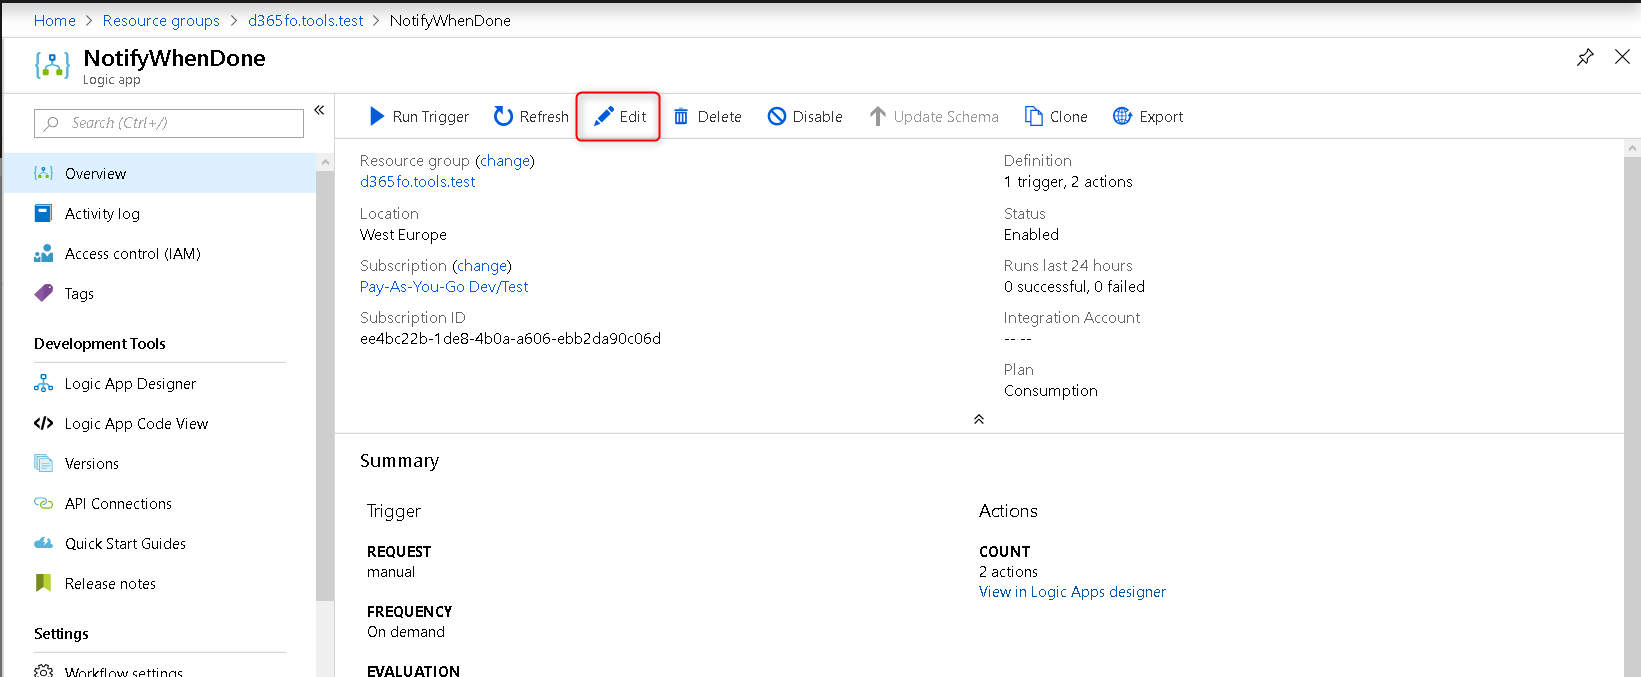 Home > Resource groups > d365fo.tools.test > NotifyWhenDone
NotifyWhenDone
Logic app
Search (Ctrl+/)
«
Run Trigger Refresh Edit Delete Disable Update Schema Clone Export
Overview
Activity log
Access control (IAM)
Tags
Development Tools
Logic App Designer
Logic App Code View
Versions
API Connections
Quick Start Guides
Release notes
Settings
Workflow settings
Resource group (change)
d365fo.tools.test
Location
West Europe
Subscription (change)
Pay-As-You-Go Dev/Test
Subscription ID
ee4bc22b-1de8-4b0a-a606-ebb2da90c06d
Definition
1 trigger, 2 actions
Status
Enabled
Runs last 24 hours
0 successful, 0 failed
Integration Account
-- --
Plan
Consumption
Summary
Trigger
REQUEST
manual
FREQUENCY
On demand
EVALUATION
Actions
COUNT
2 actions
View in Logic Apps designer